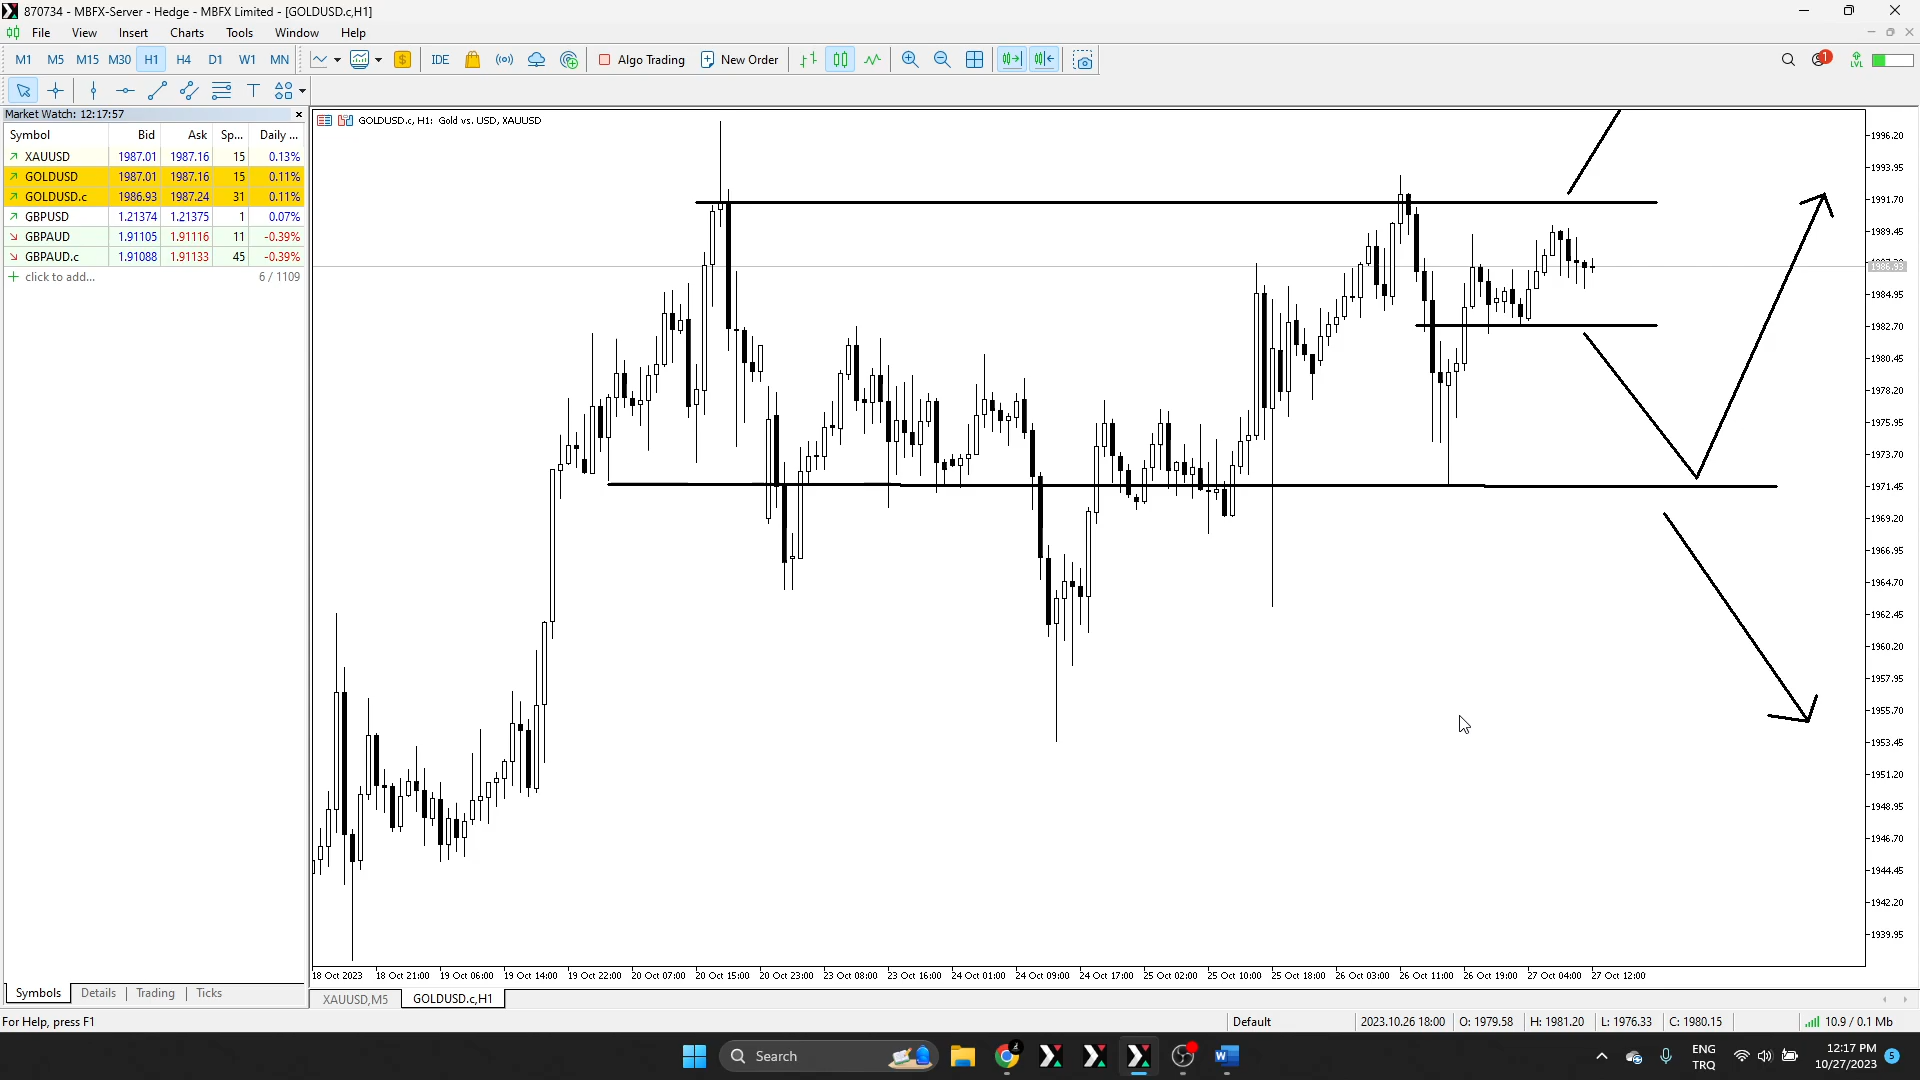 870734 - MBFX-Server - Hedge - MBFX Limited - [GOLDUSD.c,H1]
File View Insert Charts Tools Window Help
M1 M5 M15 M30 H1 H4 D1 W1 MN IDE Algo Trading New Order 1 LVL
T
Market Watch: 12:17:57
Symbol Bid Ask Sp... Daily ...
XAUUSD 1987.01 1987.16 15 0.13%
GOLDUSD 1987.01 1987.16 15 0.11%
GOLDUSD.c 1986.93 1987.24 31 0.11%
GBPUSD 1.21374 1.21375 1 0.07%
GBPAUD 1.91105 1.91116 11 -0.39%
GBPAUD.c 1.91088 1.91133 45 -0.39%
click to add... 6 / 1109
GOLDUSD.c, H1: Gold vs. USD, XAUUSD
1996.20
1993.95
1991.70
1989.45
1986.93
1984.95
1982.70
1980.45
1978.20
1975.95
1973.70
1971.45
1969.20
1966.95
1964.70
1962.45
1960.20
1957.95
1955.70
1953.45
1951.20
1948.95
1946.70
1944.45
1942.20
1939.95
18 Oct 2023 18 Oct 21:00 19 Oct 06:00 19 Oct 14:00 19 Oct 22:00 20 Oct 07:00 20 Oct 15:00 20 Oct 23:00 23 Oct 08:00 23 Oct 16:00 24 Oct 01:00 24 Oct 09:00 24 Oct 17:00 25 Oct 02:00 25 Oct 10:00 25 Oct 18:00 26 Oct 03:00 26 Oct 11:00 26 Oct 19:00 27 Oct 04:00 27 Oct 12:00
Symbols Details Trading Ticks
XAUUSD,M5 GOLDUSD.c,H1
For Help, press F1 Default 2023.10.26 18:00 O: 1979.58 H: 1981.20 L: 1976.33 C: 1980.15 10.9 / 0.1 Mb
Search
ENG
TRQ
12:17 PM
10/27/2023
5